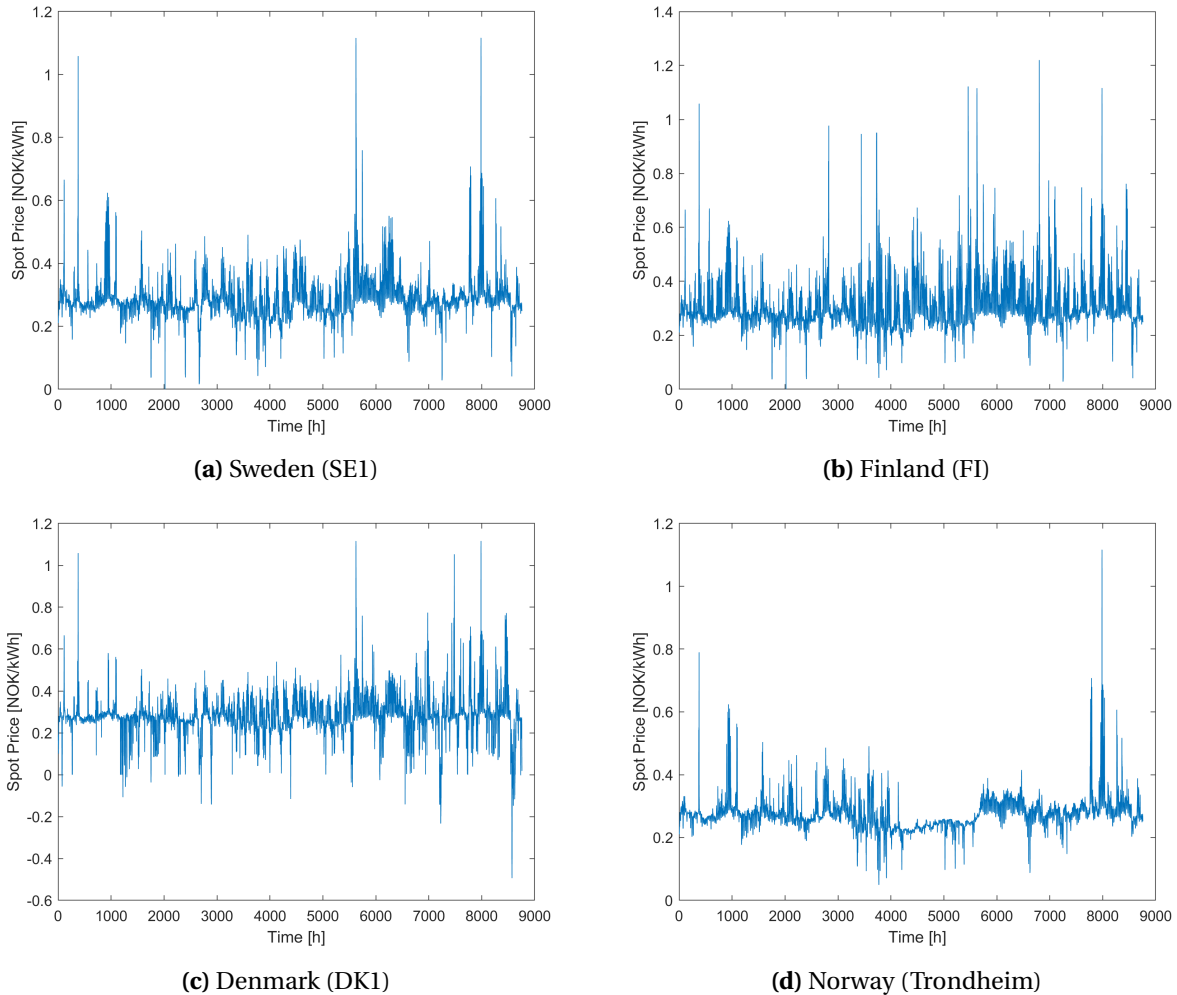 1.2
1
0.8
0.6
0.4
0.2
0
Spot Price [NOK/kWh]
0 1000 2000 3000 4000 5000 6000 7000 8000 9000
Time [h]
(a) Sweden (SE1)
1.4
1.2
1
0.8
0.6
0.4
0.2
0
Spot Price [NOK/kWh]
0 1000 2000 3000 4000 5000 6000 7000 8000 9000
Time [h]
(b) Finland (FI)
1.2
1
0.8
0.6
0.4
0.2
0
-0.2
-0.4
-0.6
Spot Price [NOK/kWh]
0 1000 2000 3000 4000 5000 6000 7000 8000 9000
Time [h]
(c) Denmark (DK1)
1.2
1
0.8
0.6
0.4
0.2
0
Spot Price [NOK/kWh]
0 1000 2000 3000 4000 5000 6000 7000 8000 9000
Time [h]
(d) Norway (Trondheim)